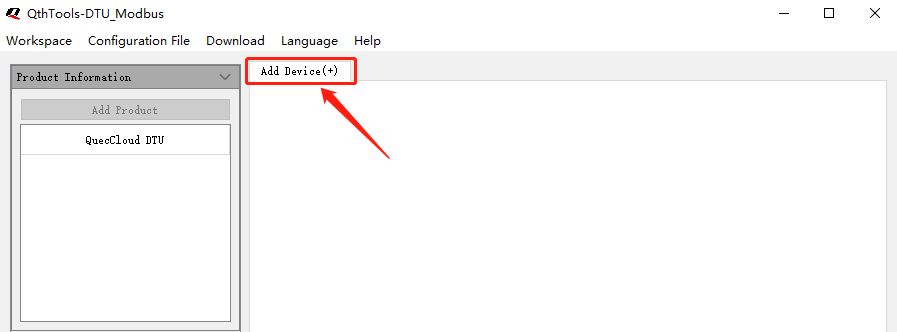 QthTools-DTU_Modbus
Workspace Configuration File Download Language Help
Product Information
Add Device(+)
Add Product
QuecCloud DTU